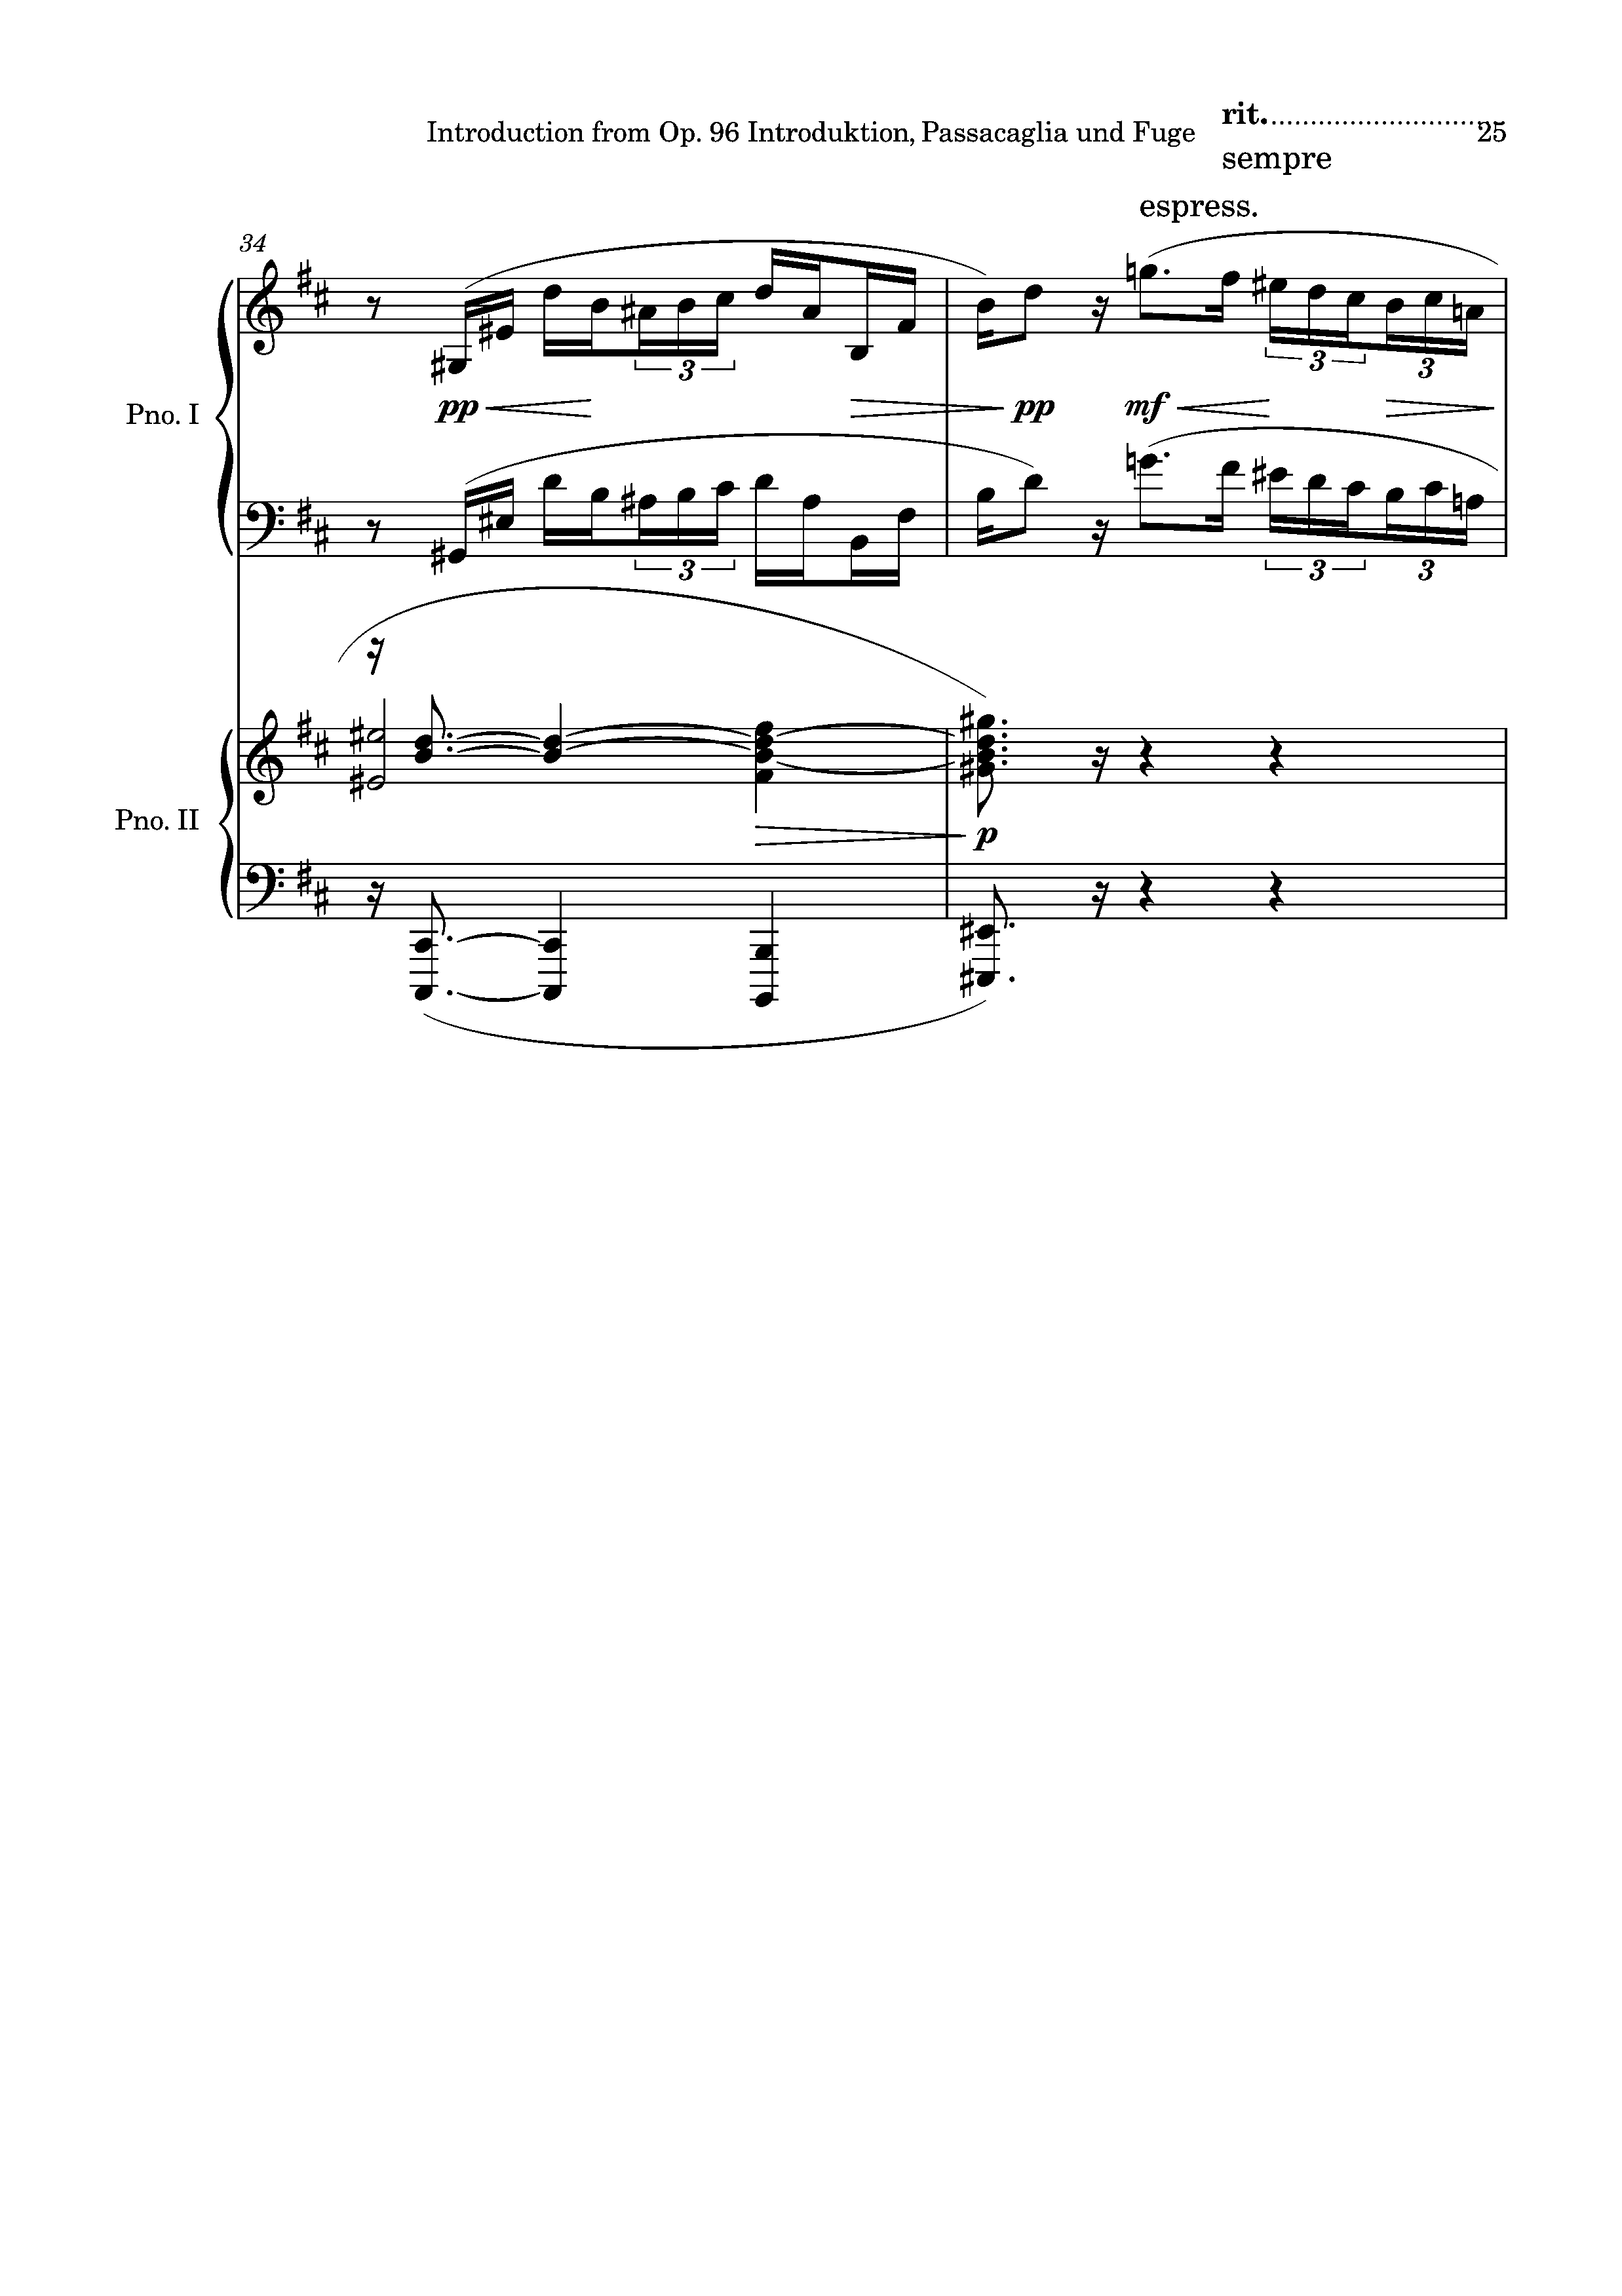 rit.
Introduction from Op. 96 Introduktion, Passacaglia und Fuge 25
sempre
espress.
34
3 3 3
Pno. I
pp pp mf
3 3 3
Pno. II
p